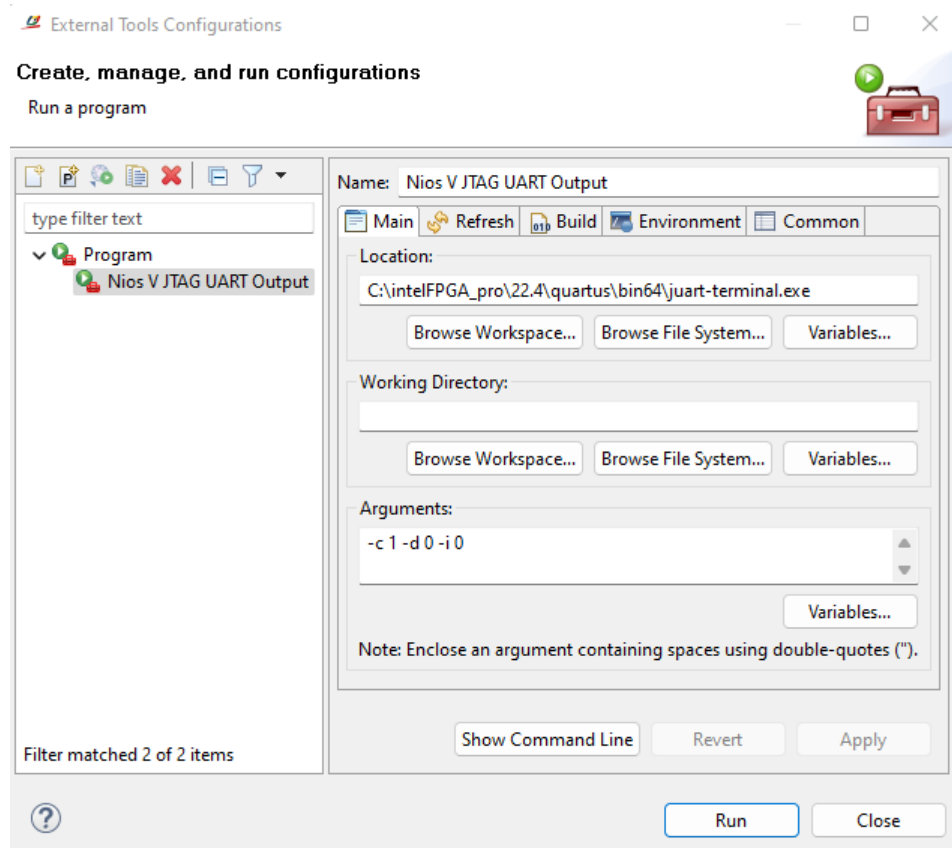 External Tools Configurations
Create, manage, and run configurations
Run a program
type filter text
Program
Nios V JTAG UART Output
Filter matched 2 of 2 items
Name: Nios V JTAG UART Output
Main Refresh Build Environment Common
Location:
C:\intelFPGA_pro\22.4\quartus\bin64\juart-terminal.exe
Browse Workspace... Browse File System... Variables...
Working Directory:
Browse Workspace... Browse File System... Variables...
Arguments:
-c 1 -d 0 -i 0
Variables...
Note: Enclose an argument containing spaces using double-quotes (").
Show Command Line Revert Apply
Run Close